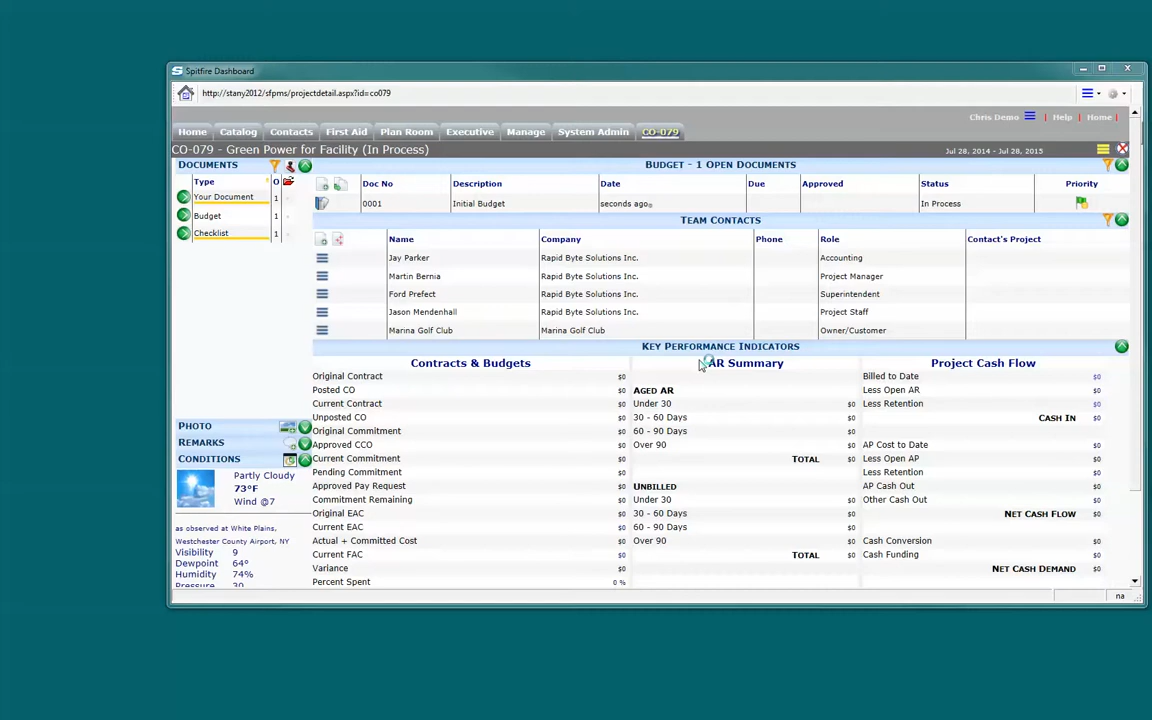 Spitfire Dashboard
http://stany2012/sfpms/projectdetail.aspx?id=co079
Chris Demo | Help | Home |
Home Catalog Contacts First Aid Plan Room Executive Manage System Admin CO-079
CO-079 - Green Power for Facility (In Process) Jul 28, 2014 - Jul 28, 2015
DOCUMENTS
Type O
Your Document 1
Budget 1
Checklist 1
BUDGET - 1 OPEN DOCUMENTS
Doc No Description Date Due Approved Status Priority
0001 Initial Budget seconds ago In Process
TEAM CONTACTS
Name Company Phone Role Contact's Project
Jay Parker Rapid Byte Solutions Inc. Accounting
Martin Bernia Rapid Byte Solutions Inc. Project Manager
Ford Prefect Rapid Byte Solutions Inc. Superintendent
Jason Mendenhall Rapid Byte Solutions Inc. Project Staff
Marina Golf Club Marina Golf Club Owner/Customer
KEY PERFORMANCE INDICATORS
Contracts & Budgets
Original Contract $0
Posted CO $0
Current Contract $0
Unposted CO $0
Original Commitment $0
Approved CCO $0
Current Commitment $0
Pending Commitment $0
Approved Pay Request $0
Commitment Remaining $0
Original EAC $0
Current EAC $0
Actual + Committed Cost $0
Current FAC $0
Variance $0
Percent Spent 0 %
AR Summary
AGED AR
Under 30 $0
30 - 60 Days $0
60 - 90 Days $0
Over 90 $0
TOTAL $0
UNBILLED
Under 30 $0
30 - 60 Days $0
60 - 90 Days $0
Over 90 $0
TOTAL $0
Project Cash Flow
Billed to Date $0
Less Open AR $0
Less Retention $0
CASH IN $0
AP Cost to Date $0
Less Open AP $0
Less Retention $0
AP Cash Out $0
Other Cash Out $0
NET CASH FLOW $0
Cash Conversion $0
Cash Funding $0
NET CASH DEMAND $0
PHOTO
REMARKS
CONDITIONS
Partly Cloudy
73°F
Wind @7
as observed at White Plains,
Westchester County Airport, NY
Visibility 9
Dewpoint 64°
Humidity 74%
Pressure 30
na